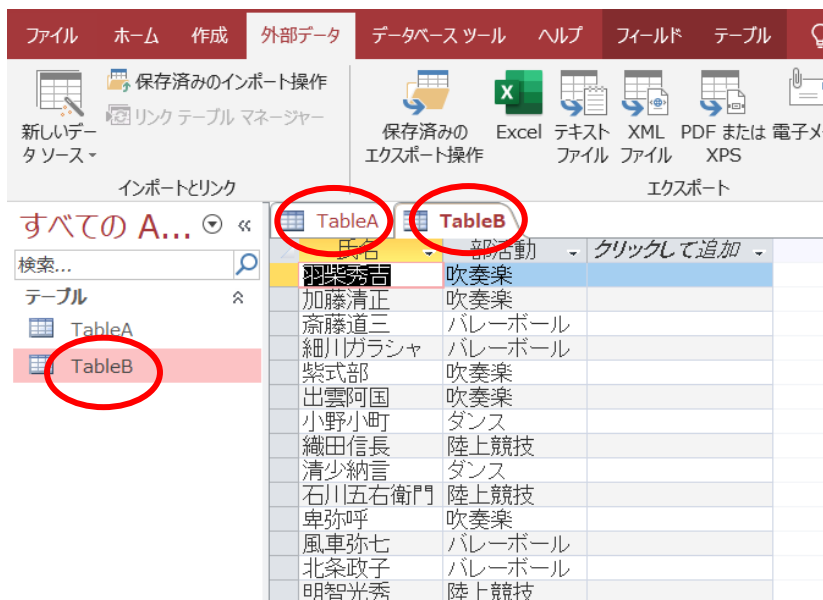 ファイル ホーム 作成 外部データ データベース ツール ヘルプ フィールド テーブル
保存済みのインポート操作
リンク テーブル マネージャー
新しいデー
タ ソース
インポートとリンク
保存済みの
エクスポート操作
Excel
テキスト
ファイル
XML
ファイル
PDF または
XPS
電子メ
エクスポート
すべての A...
検索...
テーブル
TableA
TableB
TableA TableB
氏名 部活動 クリックして追加
羽柴秀吉 吹奏楽
加藤清正 吹奏楽
斎藤道三 バレーボール
細川ガラシャ バレーボール
紫式部 吹奏楽
出雲阿国 吹奏楽
小野小町 ダンス
織田信長 陸上競技
清少納言 ダンス
石川五右衛門 陸上競技
卑弥呼 吹奏楽
風車弥七 バレーボール
北条政子 バレーボール
明智光秀 陸上競技